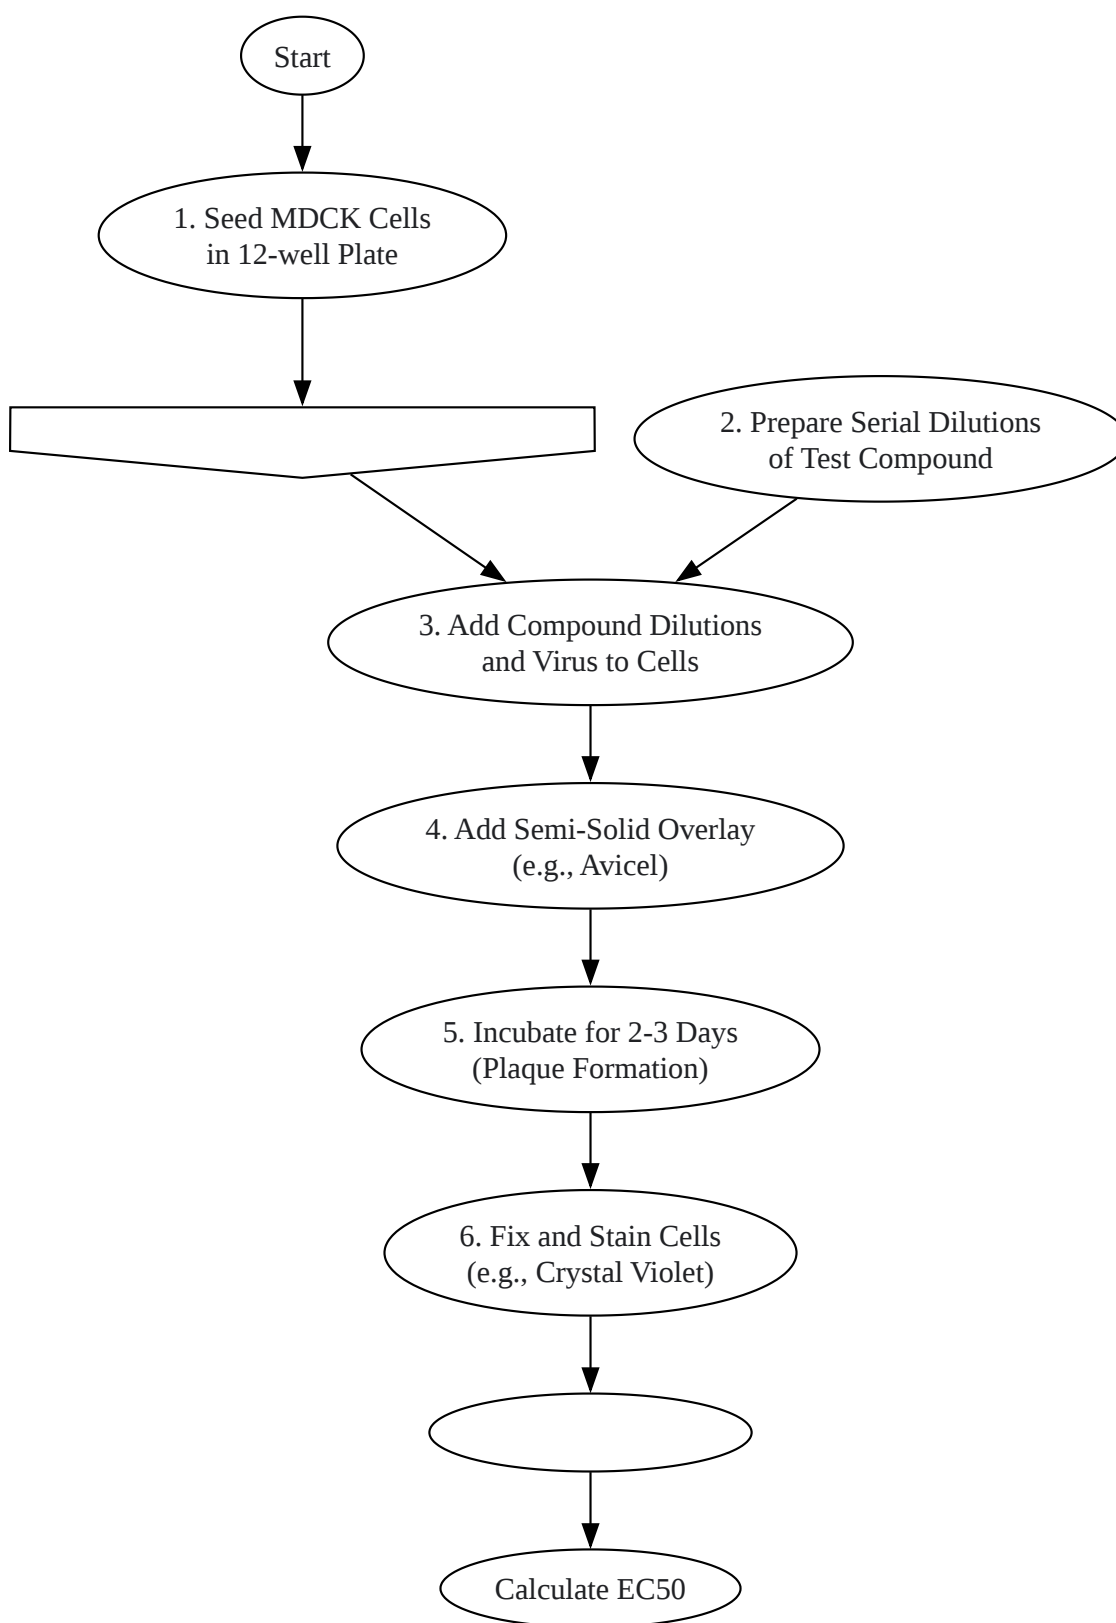 Start
1. Seed MDCK Cells
in 12-well Plate
2. Prepare Serial Dilutions
of Test Compound
3. Add Compound Dilutions
and Virus to Cells
4. Add Semi-Solid Overlay
(e.g., Avicel)
5. Incubate for 2-3 Days
(Plaque Formation)
6. Fix and Stain Cells
(e.g., Crystal Violet)
Calculate EC50